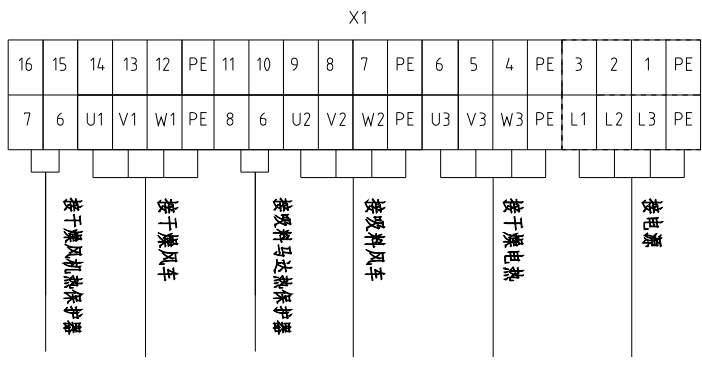 X1
16 15 14 13 12 PE 11 10 9 8 7 PE 6 5 4 PE 3 2 1 PE
7 6 U1 V1 W1 PE 8 6 U2 V2 W2 PE U3 V3 W3 PE L1 L2 L3 PE
接干燥风机热保护器
接干燥风车
接吸料马达热保护器
接吸料风车
接干燥电热
接电源